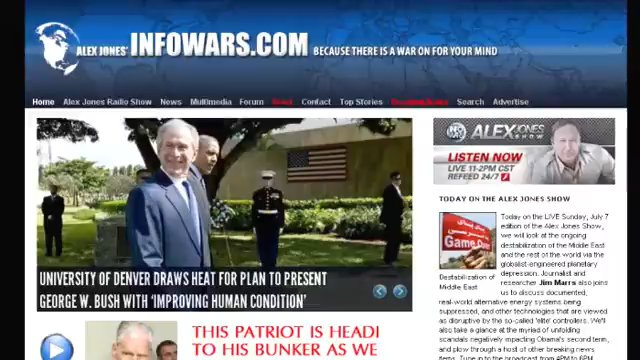 ALEX JONES' INFOWARS.COM BECAUSE THERE IS A WAR ON FOR YOUR MIND
Home Alex Jones Radio Show News Multimedia Forum Contact Top Stories Search Advertise
UNIVERSITY OF DENVER DRAWS HEAT FOR PLAN TO PRESENT
GEORGE W. BUSH WITH 'IMPROVING HUMAN CONDITION'
THIS PATRIOT IS HEADI
TO HIS BUNKER AS WE
ALEX JONES
SHOW
LISTEN NOW
LIVE 11-2PM CST
REFEED 24/7
TODAY ON THE ALEX JONES SHOW
Game Over
Destabilization of
Middle East
Today on the LIVE Sunday, July 7
edition of the Alex Jones Show,
we will look at the ongoing
destabilization of the Middle East
and the rest of the world via the
globalist-engineered planetary
depression. Journalist and
researcher Jim Marrs also joins
us to discuss documented,
real-world alternative energy systems being
suppressed, and other technologies that are viewed
as disruptive by the so-called 'elite' controllers. We'll
also take a glance at the myriad of unfolding
scandals negatively impacting Obama's second term,
and plow through a host of other breaking news
items. Tune in to the broadcast from 4PM to 6PM